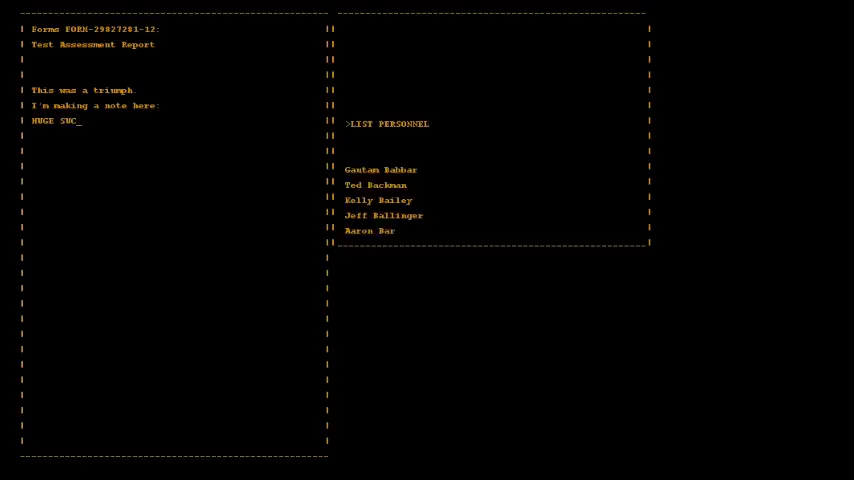 Forms FORN-29827281-12:
Test Assessment Report
This was a triumph.
I'm making a note here:
HUGE SUC_
>LIST PERSONNEL
Gautam Babbar
Ted Backman
Kelly Bailey
Jeff Ballinger
Aaron Bar